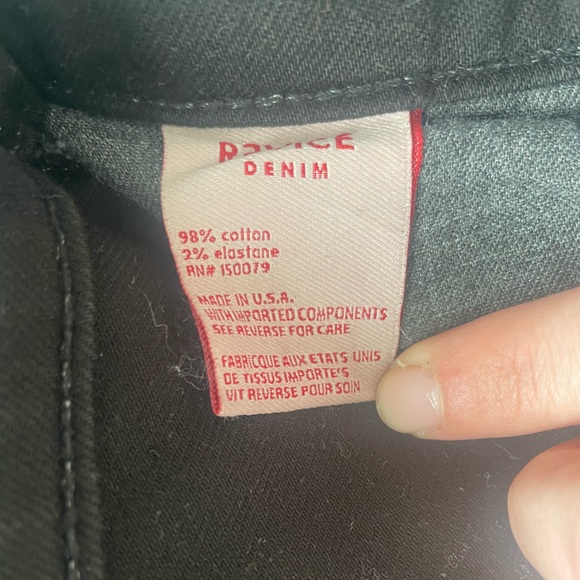 DENIM
98% cotton
2% elastane
RN# 150079
MADE IN U.S.A.
WITH IMPORTED COMPONENTS
SEE REVERSE FOR CARE
FABRIQUE AUX ETATS UNIS
DE TISSUS IMPORTE'S
VIT REVERSE POUR SOIN